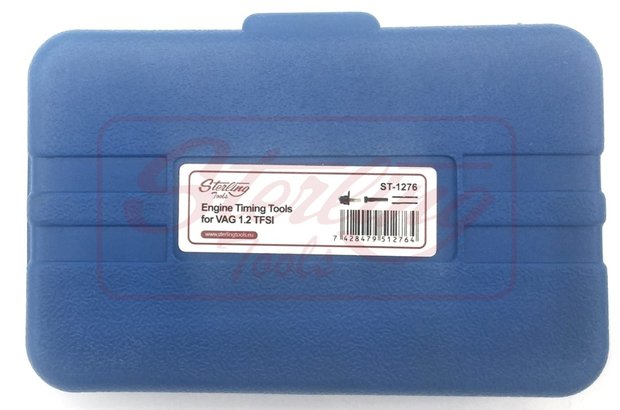 Sterling
Tools
ST-1276
Engine Timing Tools
for VAG 1.2 TFSI
www.sterlingtools.eu
7 428479 512764
Sterling
Tools